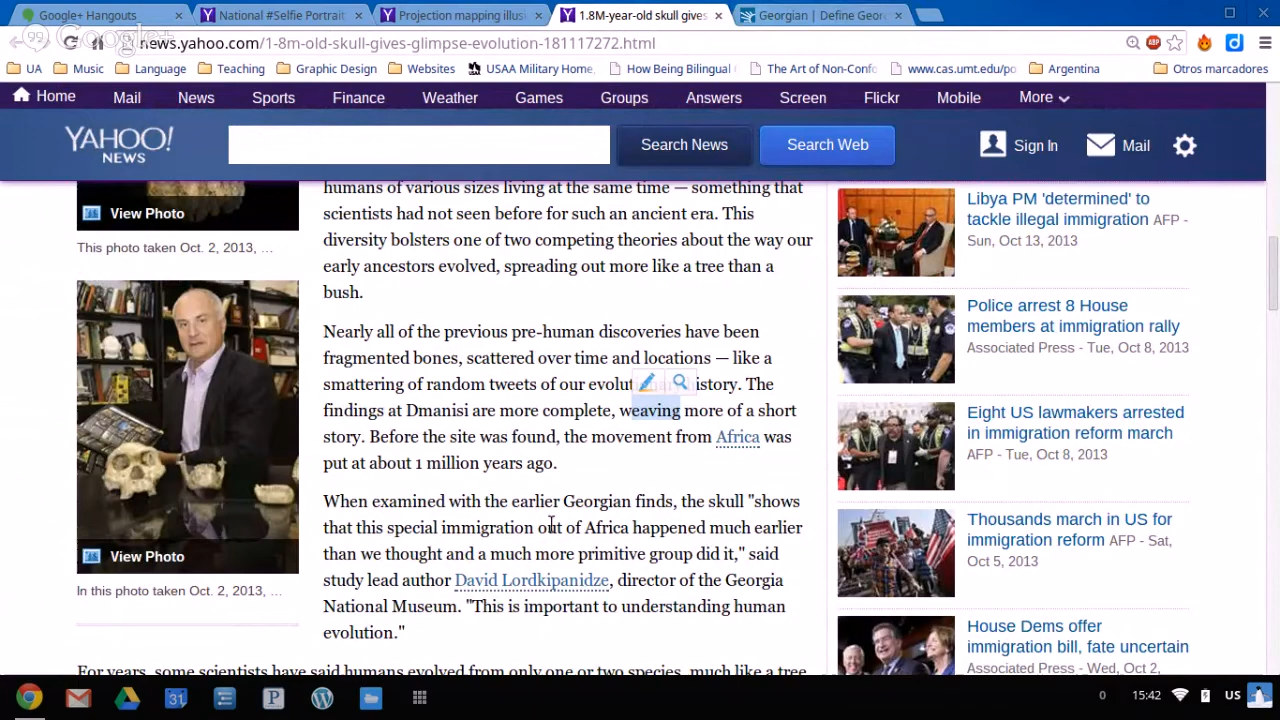 Google+ Hangouts
National #Selfie Portrait
Projection mapping illus
1.8M-year-old skull gives
Georgian | Define Geor
Google+
news.yahoo.com/1-8m-old-skull-gives-glimpse-evolution-181117272.html
UA
Music
Language
Teaching
Graphic Design
Websites
USAA Military Home,
How Being Bilingual
The Art of Non-Confo
www.cas.umt.edu/po
Argentina
Otros marcadores
Home
Mail
News
Sports
Finance
Weather
Games
Groups
Answers
Screen
Flickr
Mobile
More
YAHOO!
NEWS
Search News
Search Web
Sign In
Mail
View Photo
This photo taken Oct. 2, 2013, ...
View Photo
In this photo taken Oct. 2, 2013, ...
humans of various sizes living at the same time — something that
scientists had not seen before for such an ancient era. This
diversity bolsters one of two competing theories about the way our
early ancestors evolved, spreading out more like a tree than a
bush.
Nearly all of the previous pre-human discoveries have been
fragmented bones, scattered over time and locations — like a
smattering of random tweets of our evolutionary history. The
findings at Dmanisi are more complete, weaving more of a short
story. Before the site was found, the movement from Africa was
put at about 1 million years ago.
When examined with the earlier Georgian finds, the skull "shows
that this special immigration out of Africa happened much earlier
than we thought and a much more primitive group did it," said
study lead author David Lordkipanidze, director of the Georgia
National Museum. "This is important to understanding human
evolution."
For years, some scientists have said humans evolved from only one or two species, much like a tree
Libya PM 'determined' to
tackle illegal immigration AFP -
Sun, Oct 13, 2013
Police arrest 8 House
members at immigration rally
Associated Press - Tue, Oct 8, 2013
Eight US lawmakers arrested
in immigration reform march
AFP - Tue, Oct 8, 2013
Thousands march in US for
immigration reform AFP - Sat,
Oct 5, 2013
House Dems offer
immigration bill, fate uncertain
Associated Press - Wed, Oct 2,
0
15:42
US